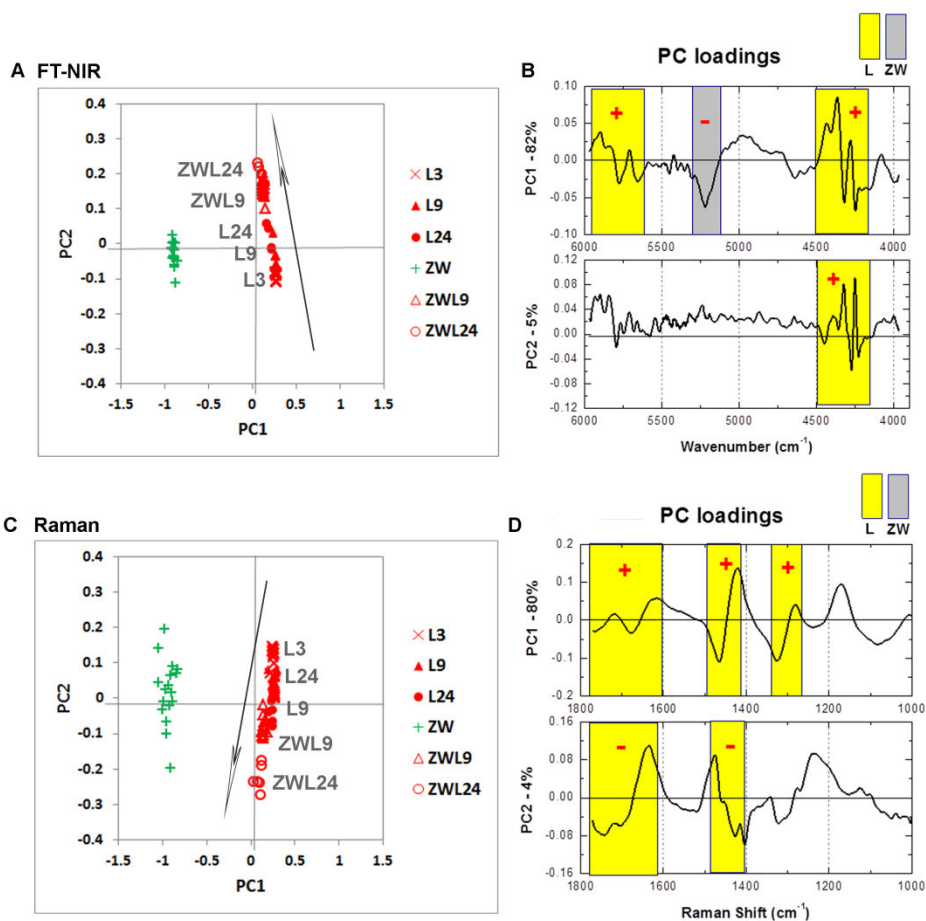 A FT-NIR
0.4
0.3
0.2
0.1
0
-0.1
-0.2
-0.3
-0.4
PC2
-1.5 -1 -0.5 0 0.5 1 1.5
PC1
ZWL24
ZWL9
L24
L9
L3
L3
L9
L24
ZW
ZWL9
ZWL24
B PC loadings
L ZW
0.10
0.05
0.00
-0.05
-0.10
PC1 - 82%
+ - +
6000 5500 5000 4500 4000
0.12
0.08
0.04
0.00
-0.04
-0.08
-0.12
PC2 - 5%
+
6000 5500 5000 4500 4000
Wavenumber (cm⁻¹)
C Raman
0.4
0.3
0.2
0.1
0
-0.1
-0.2
-0.3
-0.4
PC2
-1.5 -1 -0.5 0 0.5 1 1.5
PC1
L3
L24
L9
ZWL9
ZWL24
L3
L9
L24
ZW
ZWL9
ZWL24
D PC loadings
L ZW
0.2
0.1
0.0
-0.1
-0.2
PC1 - 80%
+ + +
1800 1600 1400 1200 1000
0.16
0.08
0.00
-0.08
-0.16
PC2 - 4%
- -
1800 1600 1400 1200 1000
Raman Shift (cm⁻¹)